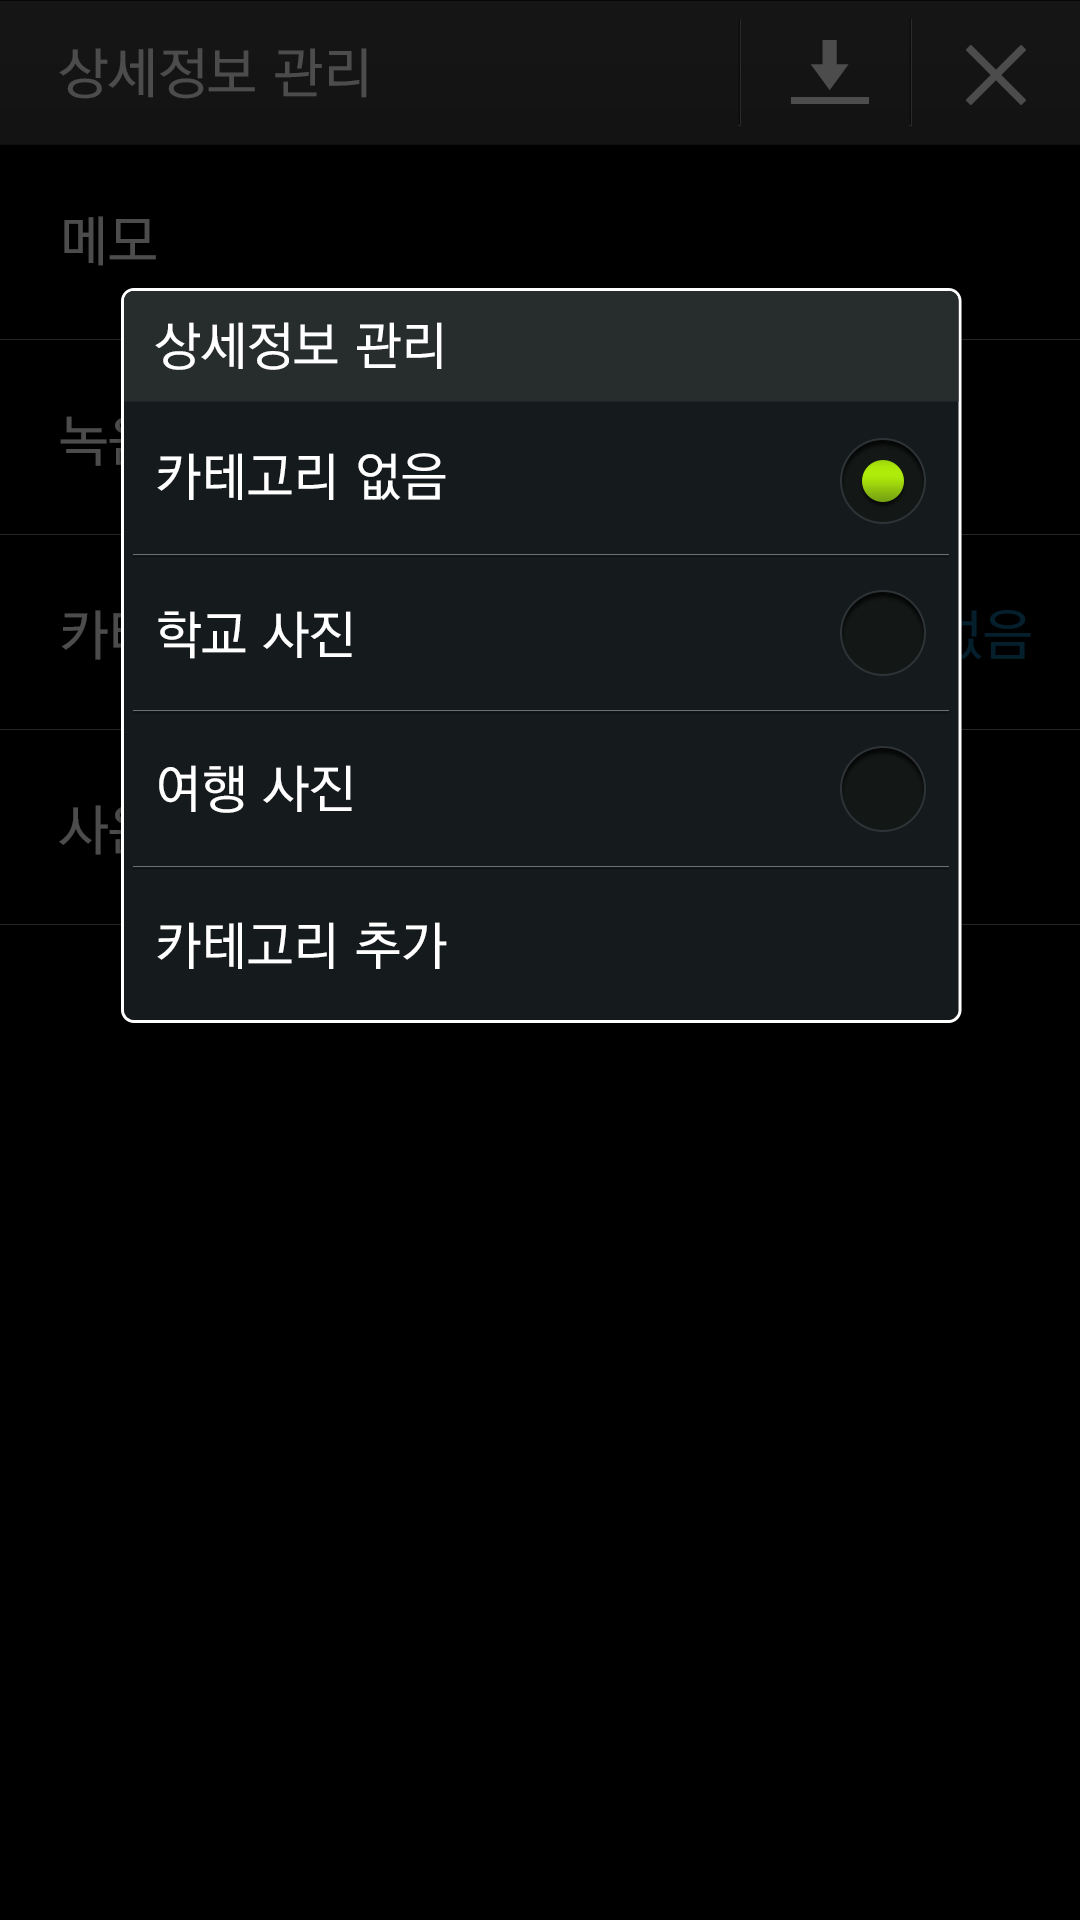 상세정보 관리
메모
상세정보 관리
카테고리 없음
학교 사진
여행 사진
카테고리 추가